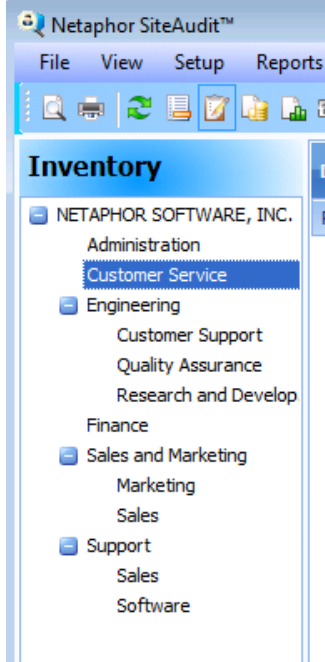 Netaphor SiteAudit™
File View Setup Reports
Inventory
NETAPHOR SOFTWARE, INC.
Administration
Customer Service
Engineering
Customer Support
Quality Assurance
Research and Develop
Finance
Sales and Marketing
Marketing
Sales
Support
Sales
Software